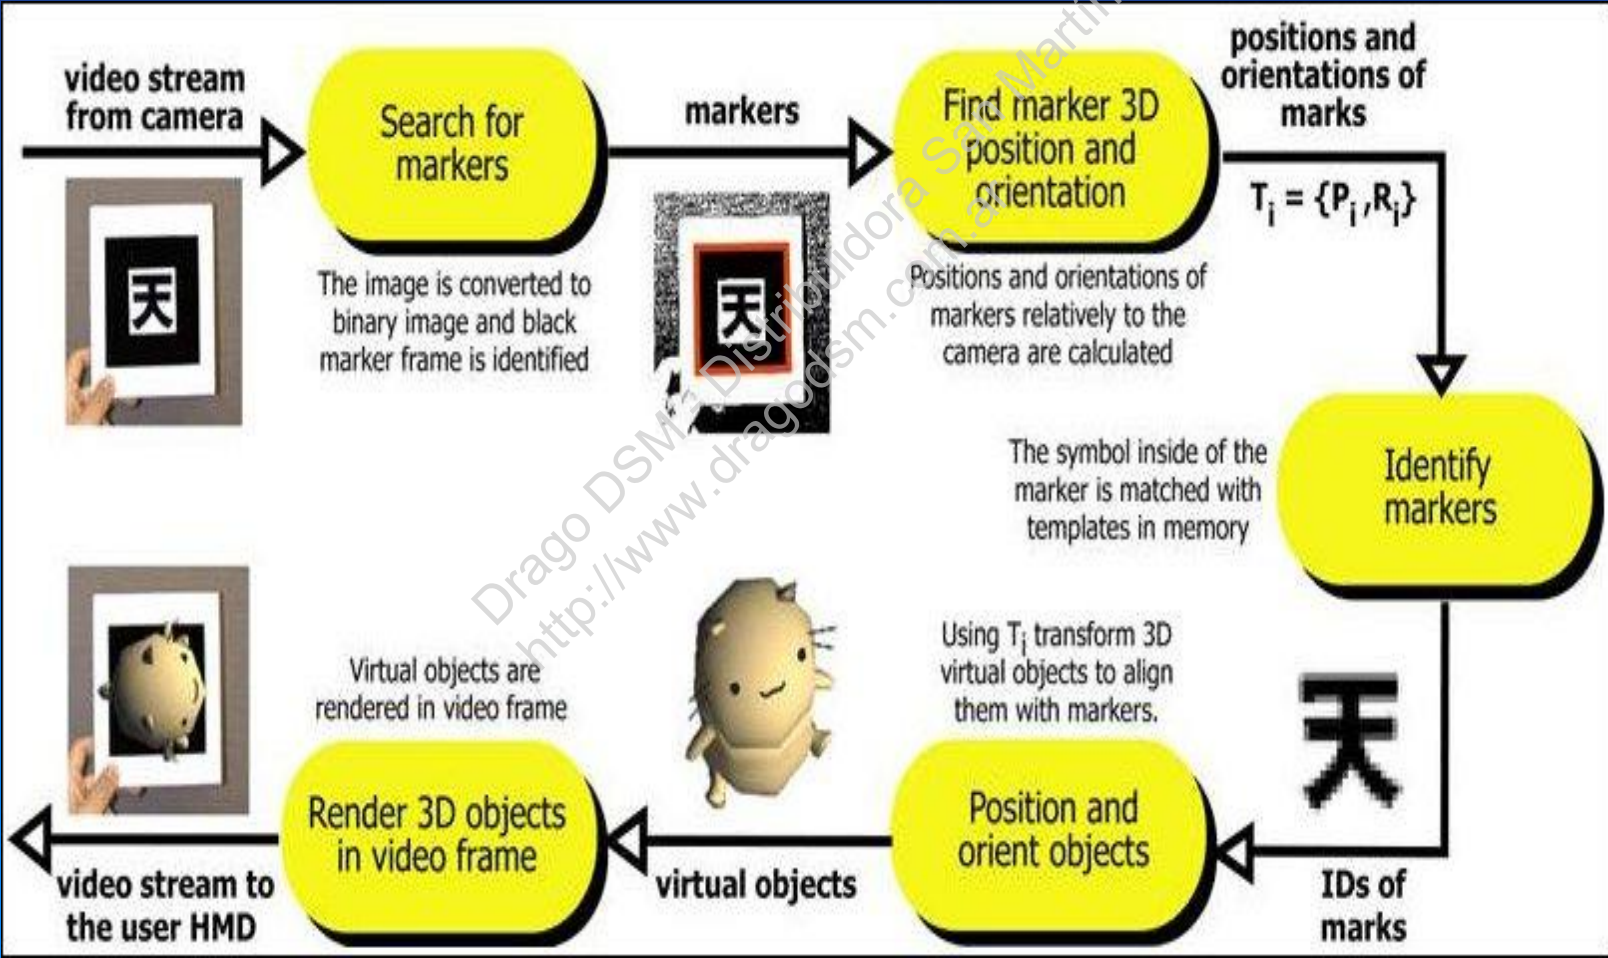 video stream
from camera
Search for
markers
The image is converted to
binary image and black
marker frame is identified
markers
Find marker 3D
position and
orientation
Positions and orientations of
markers relatively to the
camera are calculated
positions and
orientations of
marks
Ti = {Pi ,Ri}
天
天
The symbol inside of the
marker is matched with
templates in memory
Identify
markers
天
IDs of
marks
Using Ti transform 3D
virtual objects to align
them with markers.
Position and
orient objects
virtual objects
Virtual objects are
rendered in video frame
Render 3D objects
in video frame
video stream to
the user HMD
Drago DSM - Distribuidora San Martin
http://www.dragodsm.com.ar